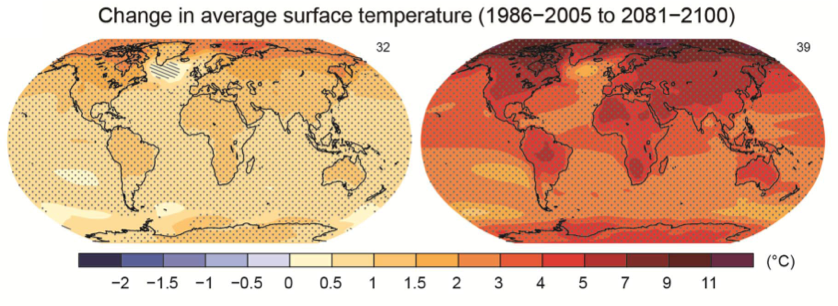 Change in average surface temperature (1986−2005 to 2081−2100)
32
39
−2 −1.5 −1 −0.5 0 0.5 1 1.5 2 3 4 5 7 9 11 (°C)